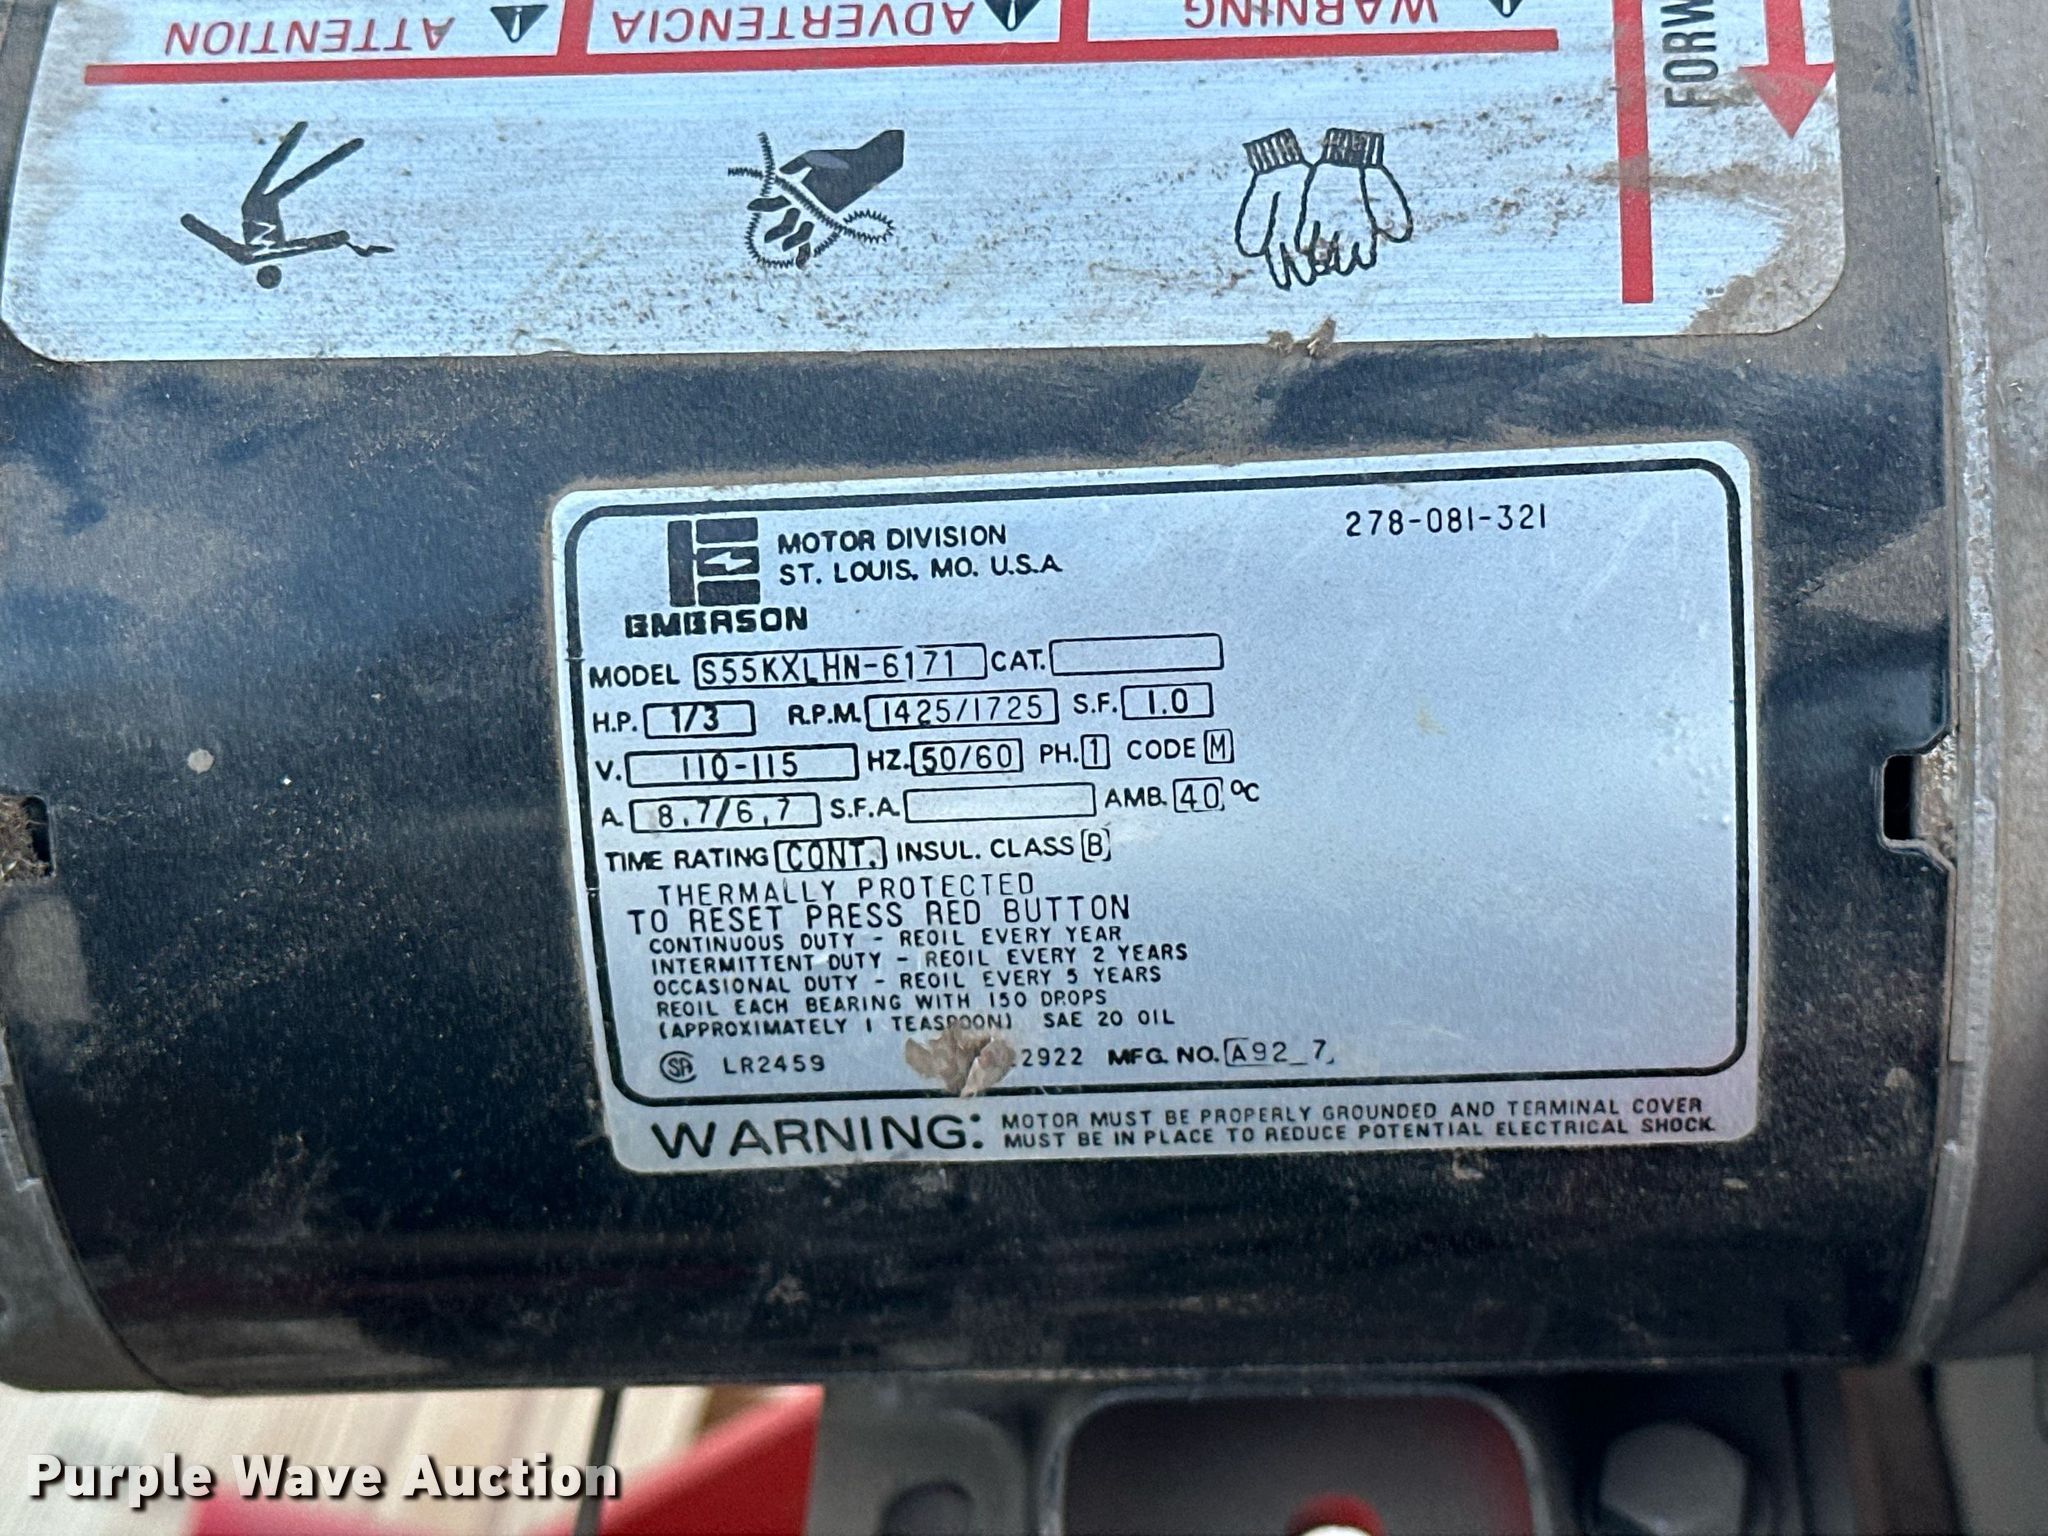 ATTENTION
ADVERTENCIA
WARNING
FORW
278-081-321
MOTOR DIVISION
ST. LOUIS, MO. U.S.A.
EMERSON
MODEL S55KXLHN-6171 CAT.
H.P. 1/3 R.P.M. 1425/1725 S.F. 1.0
V. 110-115 HZ. 50/60 PH. 1 CODE M
A. 8.7/6.7 S.F.A. AMB. 40 °C
TIME RATING CONT. INSUL. CLASS B
THERMALLY PROTECTED
TO RESET PRESS RED BUTTON
CONTINUOUS DUTY - REOIL EVERY YEAR
INTERMITTENT DUTY - REOIL EVERY 2 YEARS
OCCASIONAL DUTY - REOIL EVERY 5 YEARS
REOIL EACH BEARING WITH 150 DROPS
(APPROXIMATELY 1 TEASPOON) SAE 20 OIL
SA LR2459 2922 MFG. NO. A92_7
WARNING: MOTOR MUST BE PROPERLY GROUNDED AND TERMINAL COVER
MUST BE IN PLACE TO REDUCE POTENTIAL ELECTRICAL SHOCK.
Purple Wave Auction